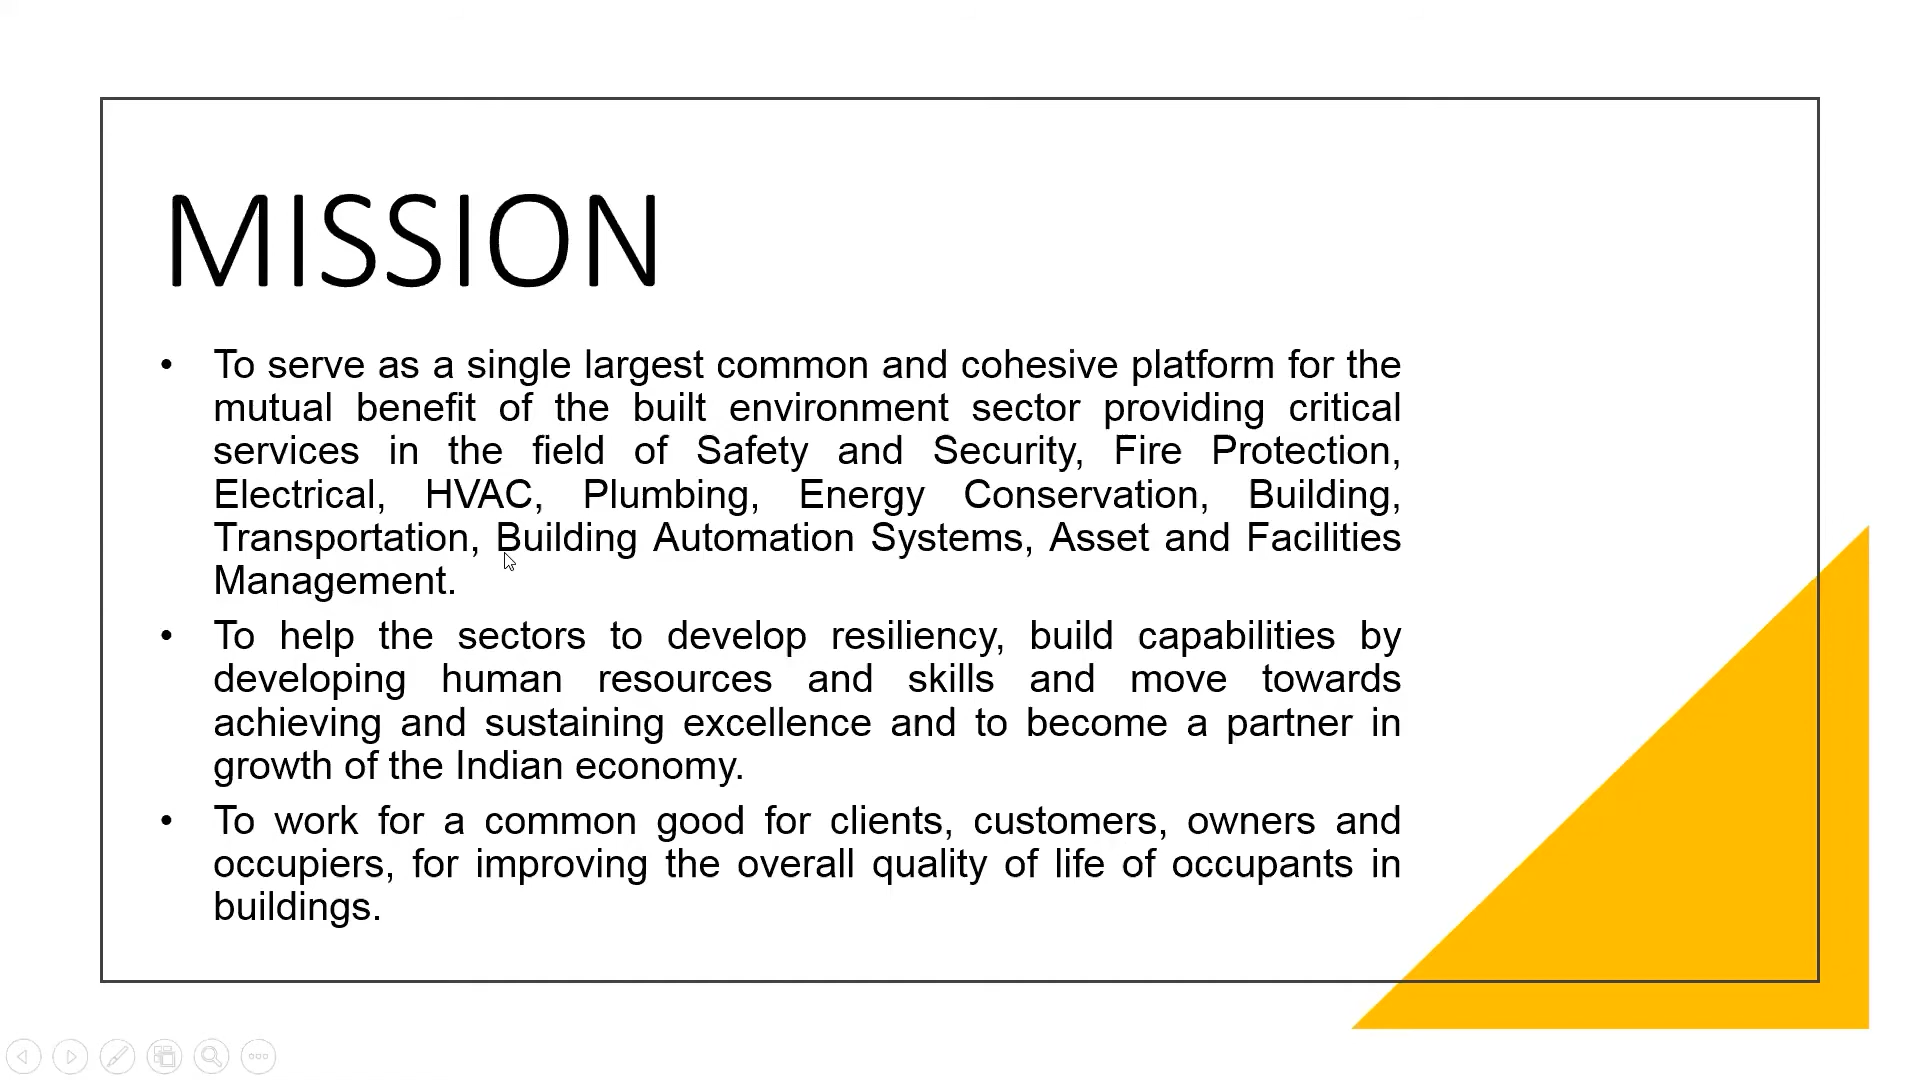 MISSION
• To serve as a single largest common and cohesive platform for the
mutual benefit of the built environment sector providing critical
services in the field of Safety and Security, Fire Protection,
Electrical, HVAC, Plumbing, Energy Conservation, Building,
Transportation, Building Automation Systems, Asset and Facilities
Management.
• To help the sectors to develop resiliency, build capabilities by
developing human resources and skills and move towards
achieving and sustaining excellence and to become a partner in
growth of the Indian economy.
• To work for a common good for clients, customers, owners and
occupiers, for improving the overall quality of life of occupants in
buildings.